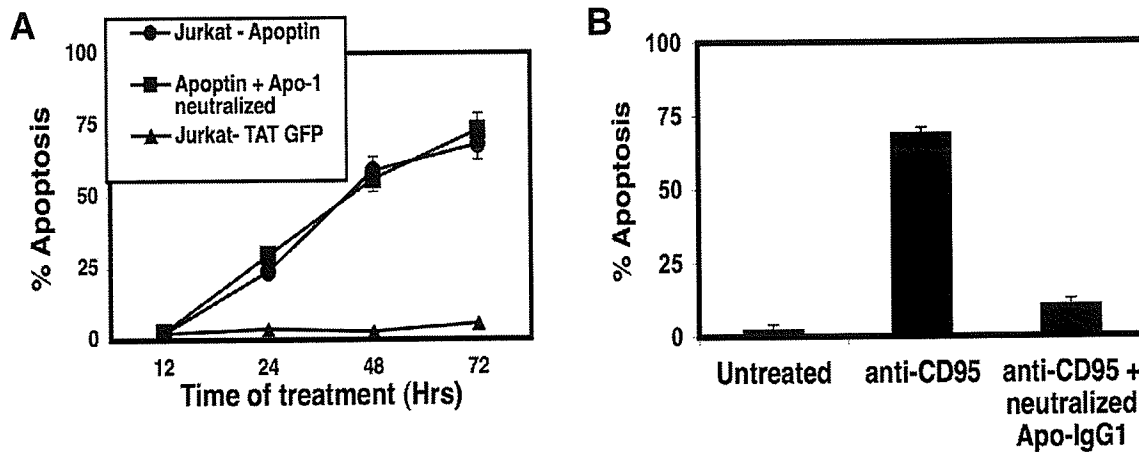 A
100
75
50
25
0
% Apoptosis
Jurkat - Apoptin
Apoptin + Apo-1
neutralized
Jurkat- TAT GFP
12 24 48 72
Time of treatment (Hrs)
B
100
75
50
25
0
% Apoptosis
Untreated
anti-CD95
anti-CD95 +
neutralized
Apo-IgG1